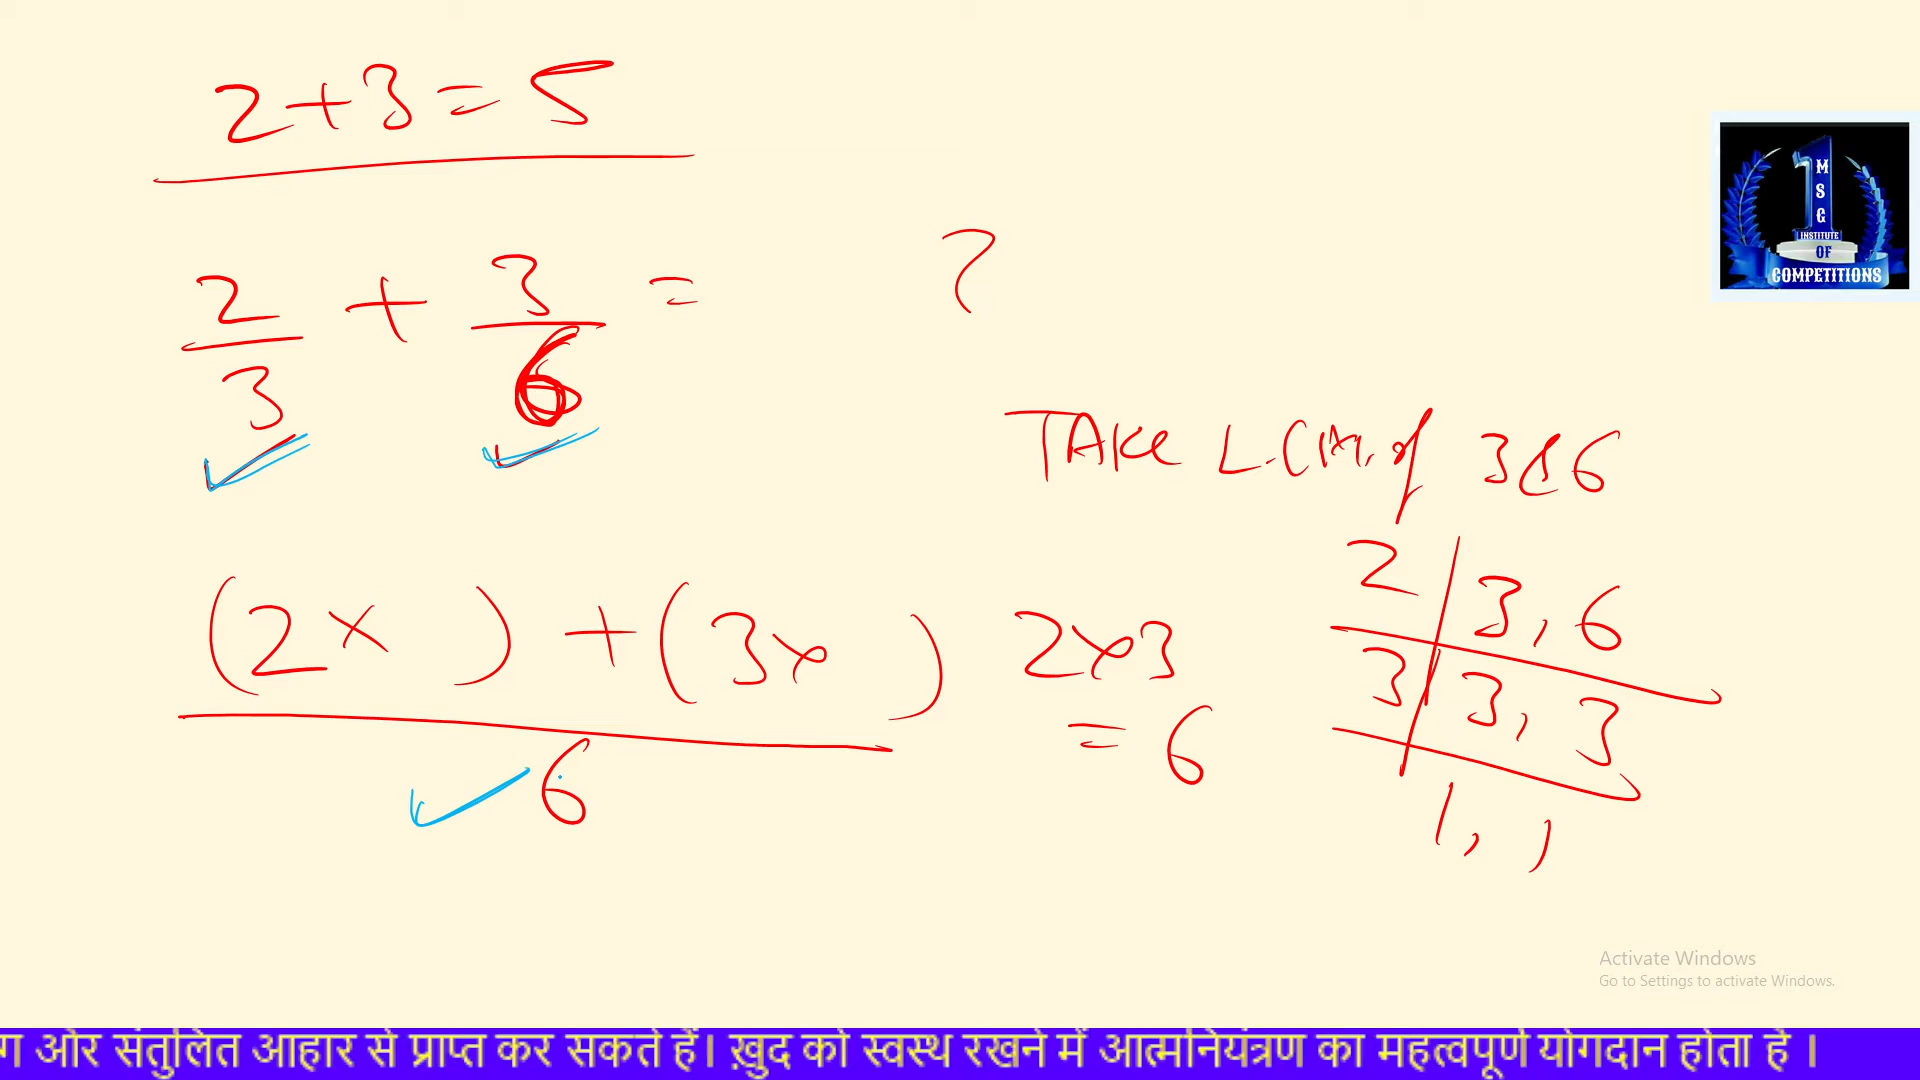 2+3=5
2/3 + 3/6 = ?
TAKE L.C.M. of 3&6
2 | 3, 6
3 | 3, 3
1, 1
(2× ) + (3× )
6
2×3
= 6
M
S
G
INSTITUTE
OF
COMPETITIONS
Activate Windows
Go to Settings to activate Windows.
ओर संतुलित आहार से प्राप्त कर सकते हैं। ख़ुद को स्वस्थ रखने में आत्मनियंत्रण का महत्वपूर्ण योगदान होता है ।